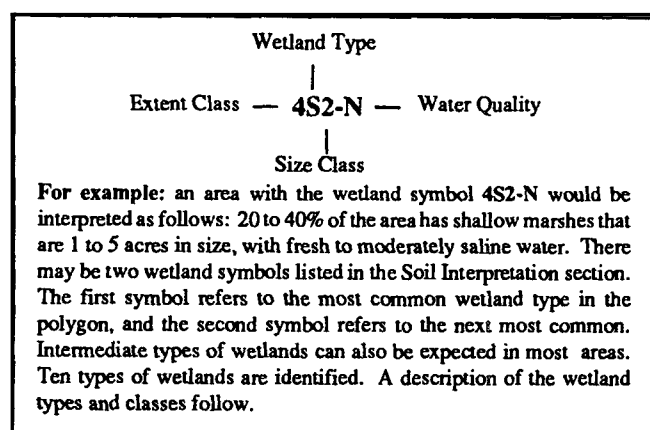 Wetland Type
Extent Class — 4S2-N — Water Quality
Size Class
For example: an area with the wetland symbol 4S2-N would be
interpreted as follows: 20 to 40% of the area has shallow marshes that
are 1 to 5 acres in size, with fresh to moderately saline water. There
may be two wetland symbols listed in the Soil Interpretation section.
The first symbol refers to the most common wetland type in the
polygon, and the second symbol refers to the next most common.
Intermediate types of wetlands can also be expected in most areas.
Ten types of wetlands are identified. A description of the wetland
types and classes follow.